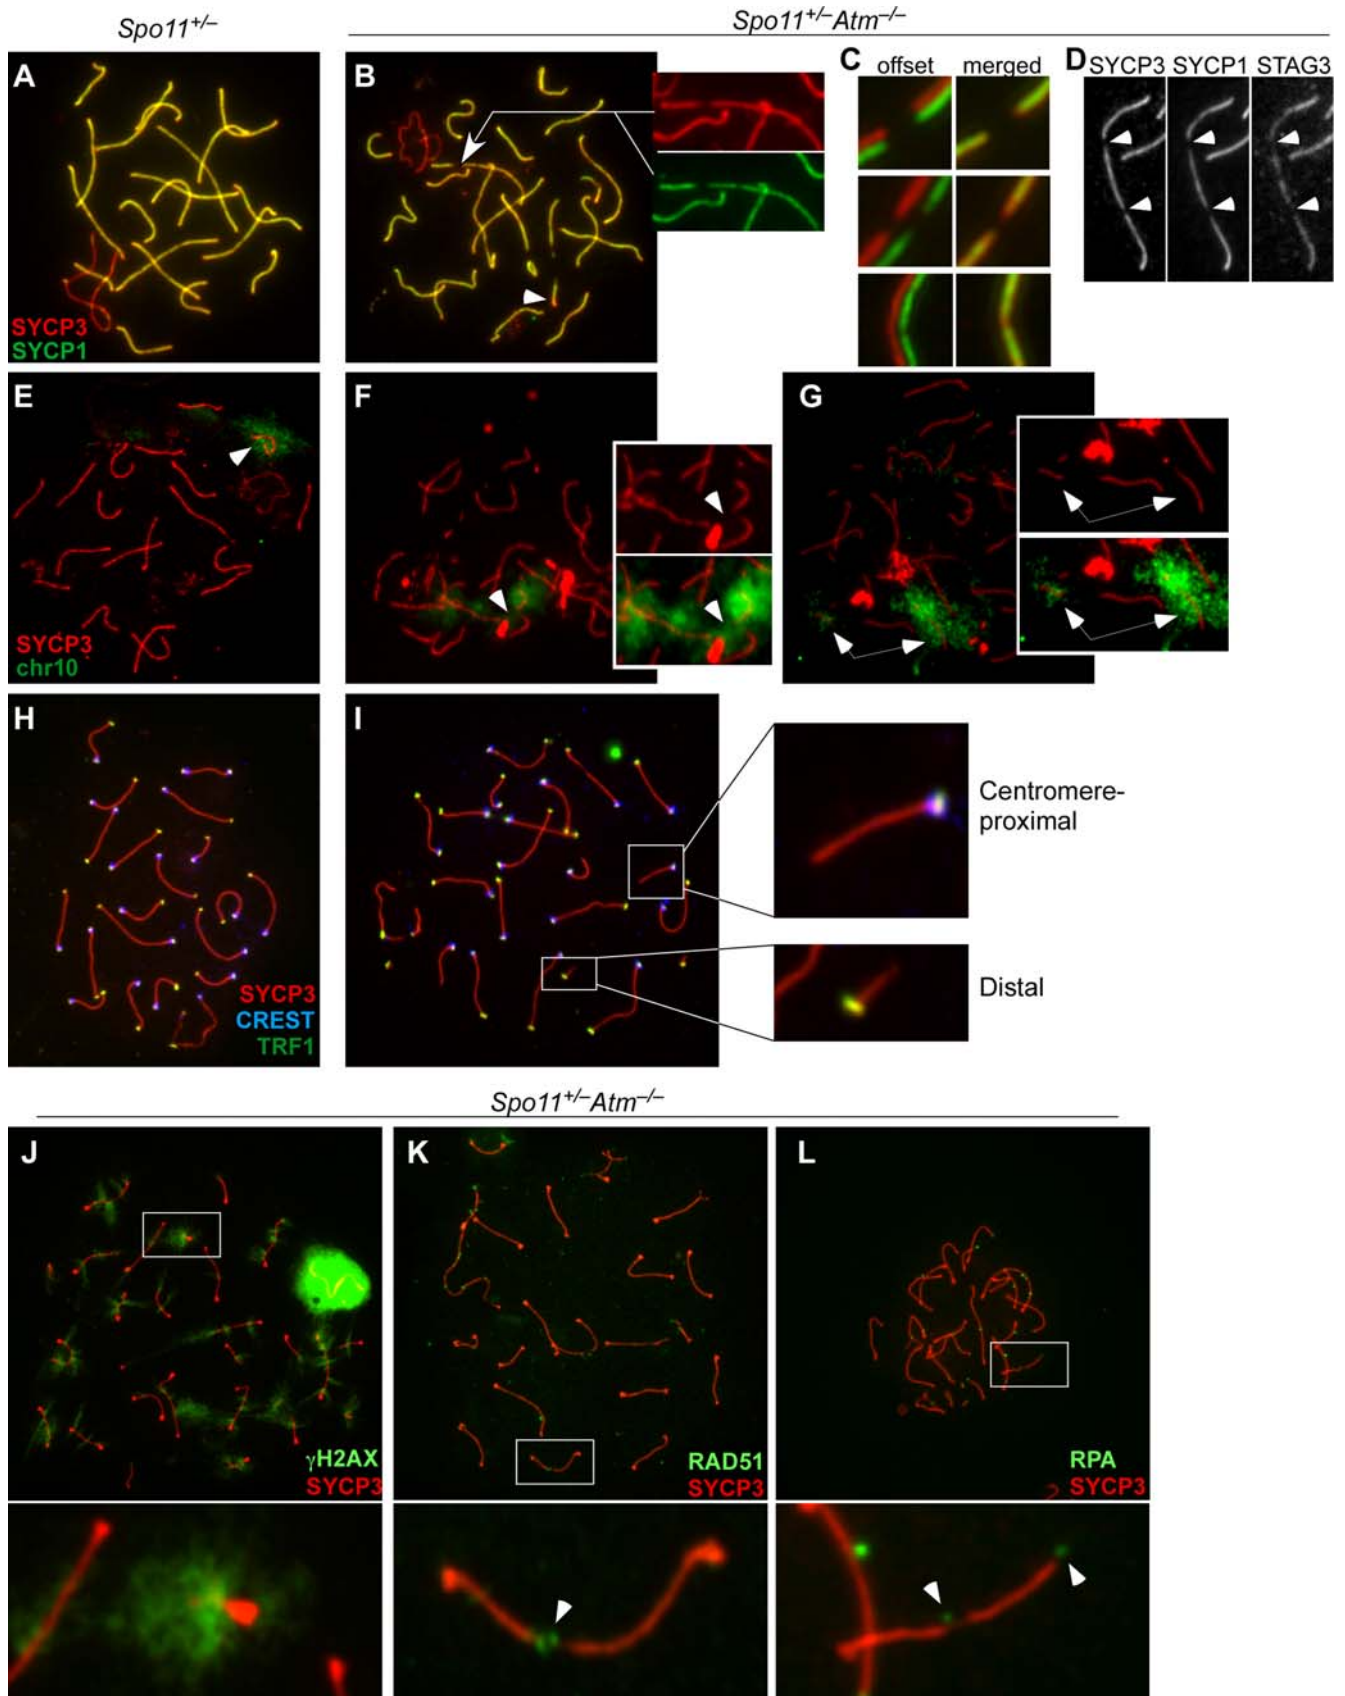 Spo11+/–
Spo11+/–Atm–/–
A
SYCP3
SYCP1
B
C
offset
merged
D
SYCP3
SYCP1
STAG3
E
SYCP3
chr10
F
G
H
SYCP3
CREST
TRF1
I
Centromere-
proximal
Distal
Spo11+/–Atm–/–
J
γH2AX
SYCP3
K
RAD51
SYCP3
L
RPA
SYCP3